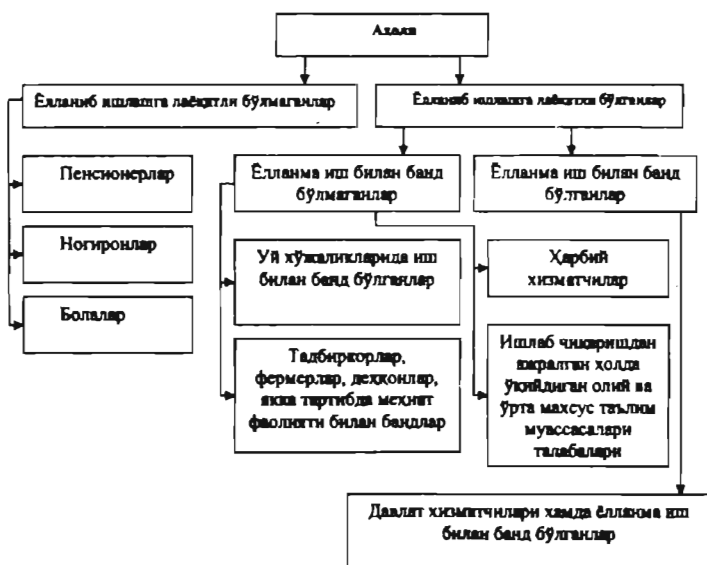 Аҳоли
Ёлланиб ишлашга лаёқатли бўлмаганлар
Ёлланиб ишлашга лаёқатли бўлганлар
Пенсионерлар
Ёлланма иш билан банд
бўлмаганлар
Ёлланма иш билан банд
бўлганлар
Ногиронлар
Уй хўжаликларида иш
билан банд бўлганлар
Ҳарбий
хизматчилар
Болалар
Тадбиркорлар,
фермерлар, деҳқонлар,
якка тартибда меҳнат
фаолияти билан бандлар
Ишлаб чиқаришдан
ажралган ҳолда
ўқийдиган олий ва
ўрта махсус таълим
муассасалари
талабалари
Давлат хизматчилари ҳамда ёлланма иш
билан банд бўлганлар